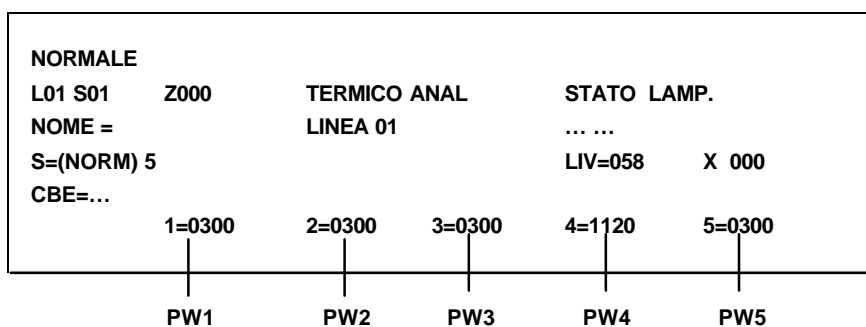 NORMALE
L01 S01 Z000 TERMICO ANAL STATO LAMP.
NOME = LINEA 01 ... ...
S=(NORM) 5 LIV=058 X 000
CBE=...
1=0300 2=0300 3=0300 4=1120 5=0300
PW1 PW2 PW3 PW4 PW5